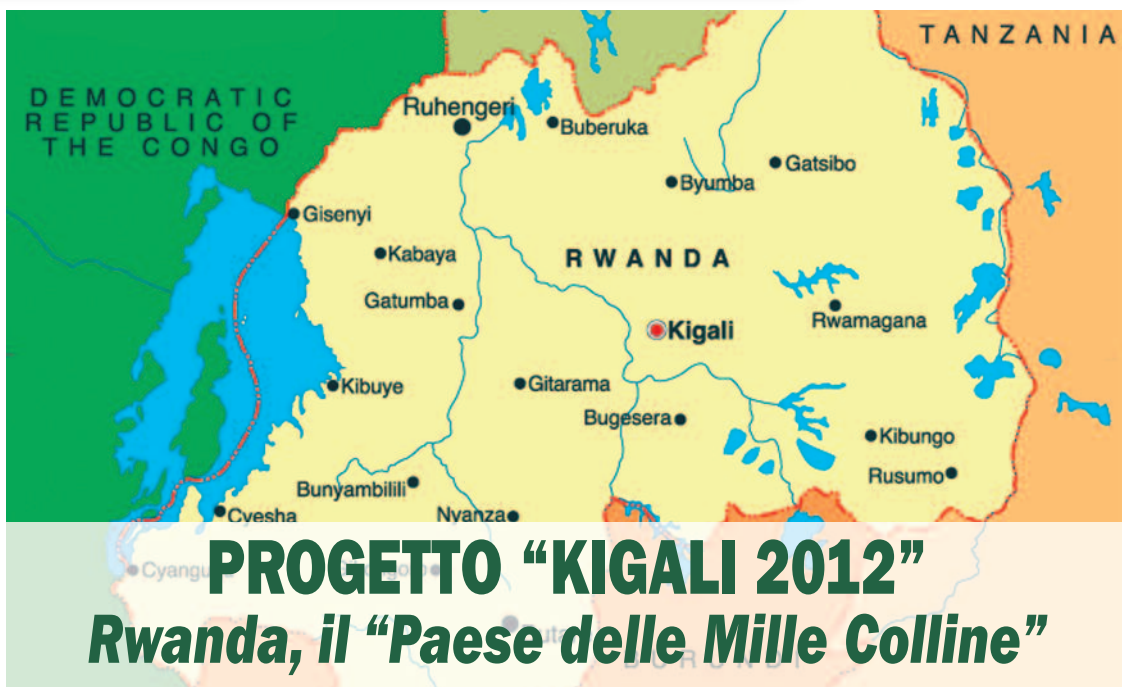 TANZANIA
DEMOCRATIC
REPUBLIC OF
THE CONGO
Ruhengeri
Buberuka
Gatsibo
Byumba
Gisenyi
Kabaya
RWANDA
Gatumba
Rwamagana
Kigali
Kibuye
Gitarama
Bugesera
Kibungo
Rusumo
Bunyambilili
Cyesha
Nyanza
PROGETTO “KIGALI 2012”
Rwanda, il “Paese delle Mille Colline”